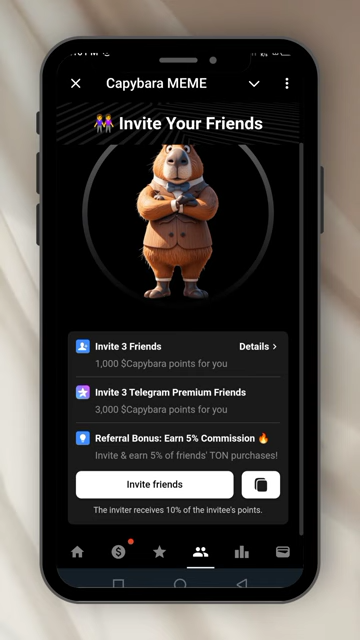 Capybara MEME
👭 Invite Your Friends
Invite 3 Friends
Details >
1,000 $Capybara points for you
Invite 3 Telegram Premium Friends
3,000 $Capybara points for you
Referral Bonus: Earn 5% Commission 🔥
Invite & earn 5% of friends' TON purchases!
Invite friends
The inviter receives 10% of the invitee's points.